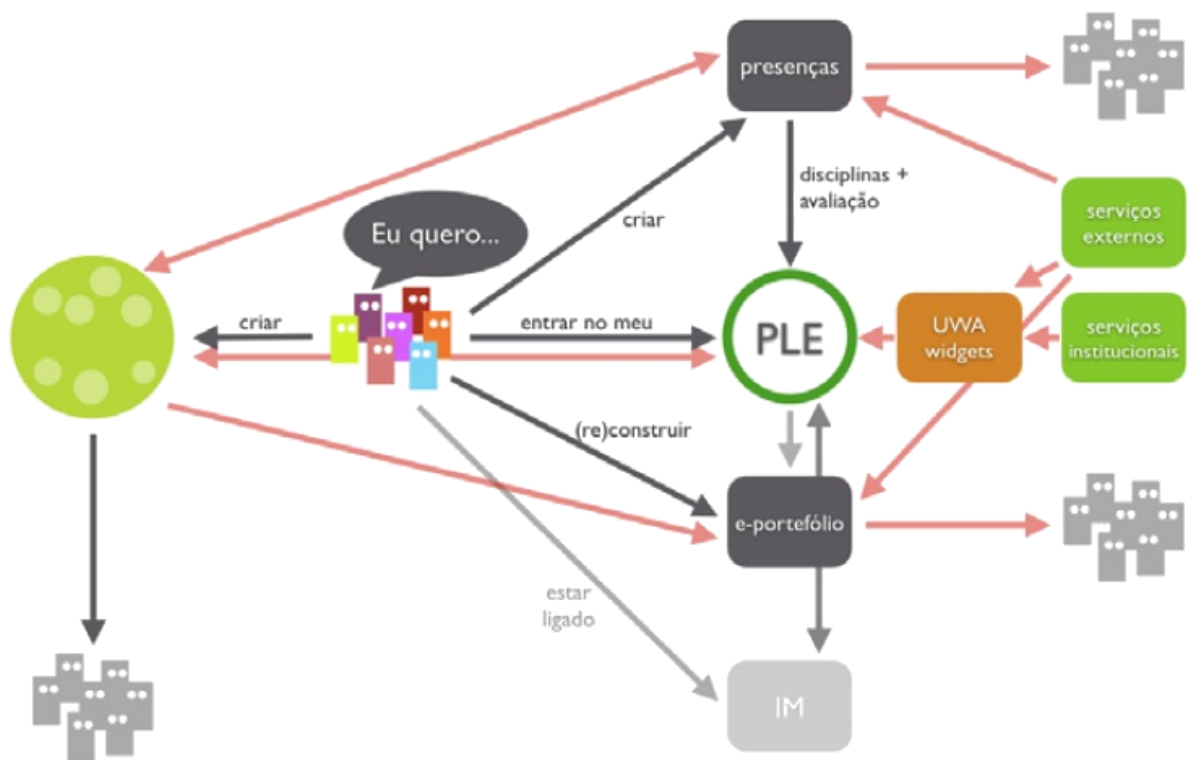 presenças
disciplinas +
avaliação
serviços
externos
criar
Eu quero...
criar
entrar no meu
PLE
UWA
widgets
serviços
institucionais
(re)construir
e-portefólio
estar
ligado
IM